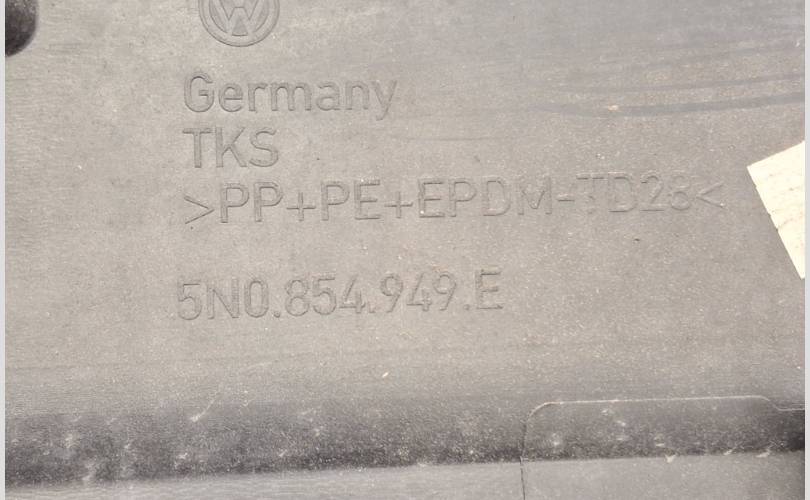 Germany
TKS
>PP+PE+EPDM-TD28<
5N0.854.949.E